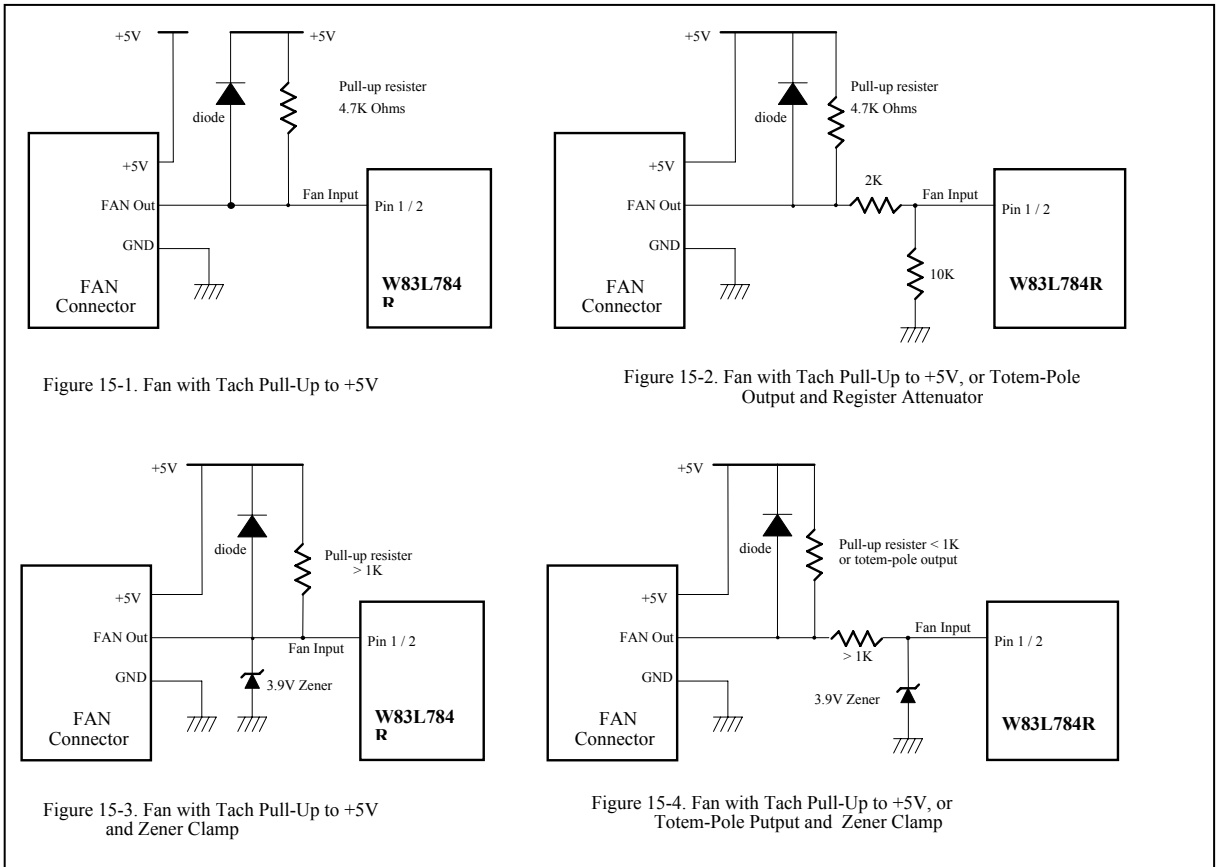 +5V
+5V
diode
Pull-up resister
4.7K Ohms
+5V
FAN Out
GND
FAN
Connector
Fan Input
Pin 1 / 2
W83L784
R
Figure 15-1. Fan with Tach Pull-Up to +5V
+5V
diode
Pull-up resister
4.7K Ohms
+5V
FAN Out
GND
FAN
Connector
2K
Fan Input
10K
Pin 1 / 2
W83L784R
Figure 15-2. Fan with Tach Pull-Up to +5V, or Totem-Pole
Output and Register Attenuator
+5V
diode
Pull-up resister
> 1K
+5V
FAN Out
GND
FAN
Connector
Fan Input
3.9V Zener
Pin 1 / 2
W83L784
R
Figure 15-3. Fan with Tach Pull-Up to +5V
and Zener Clamp
+5V
diode
Pull-up resister < 1K
or totem-pole output
+5V
FAN Out
GND
FAN
Connector
> 1K
Fan Input
3.9V Zener
Pin 1 / 2
W83L784R
Figure 15-4. Fan with Tach Pull-Up to +5V, or
Totem-Pole Putput and Zener Clamp